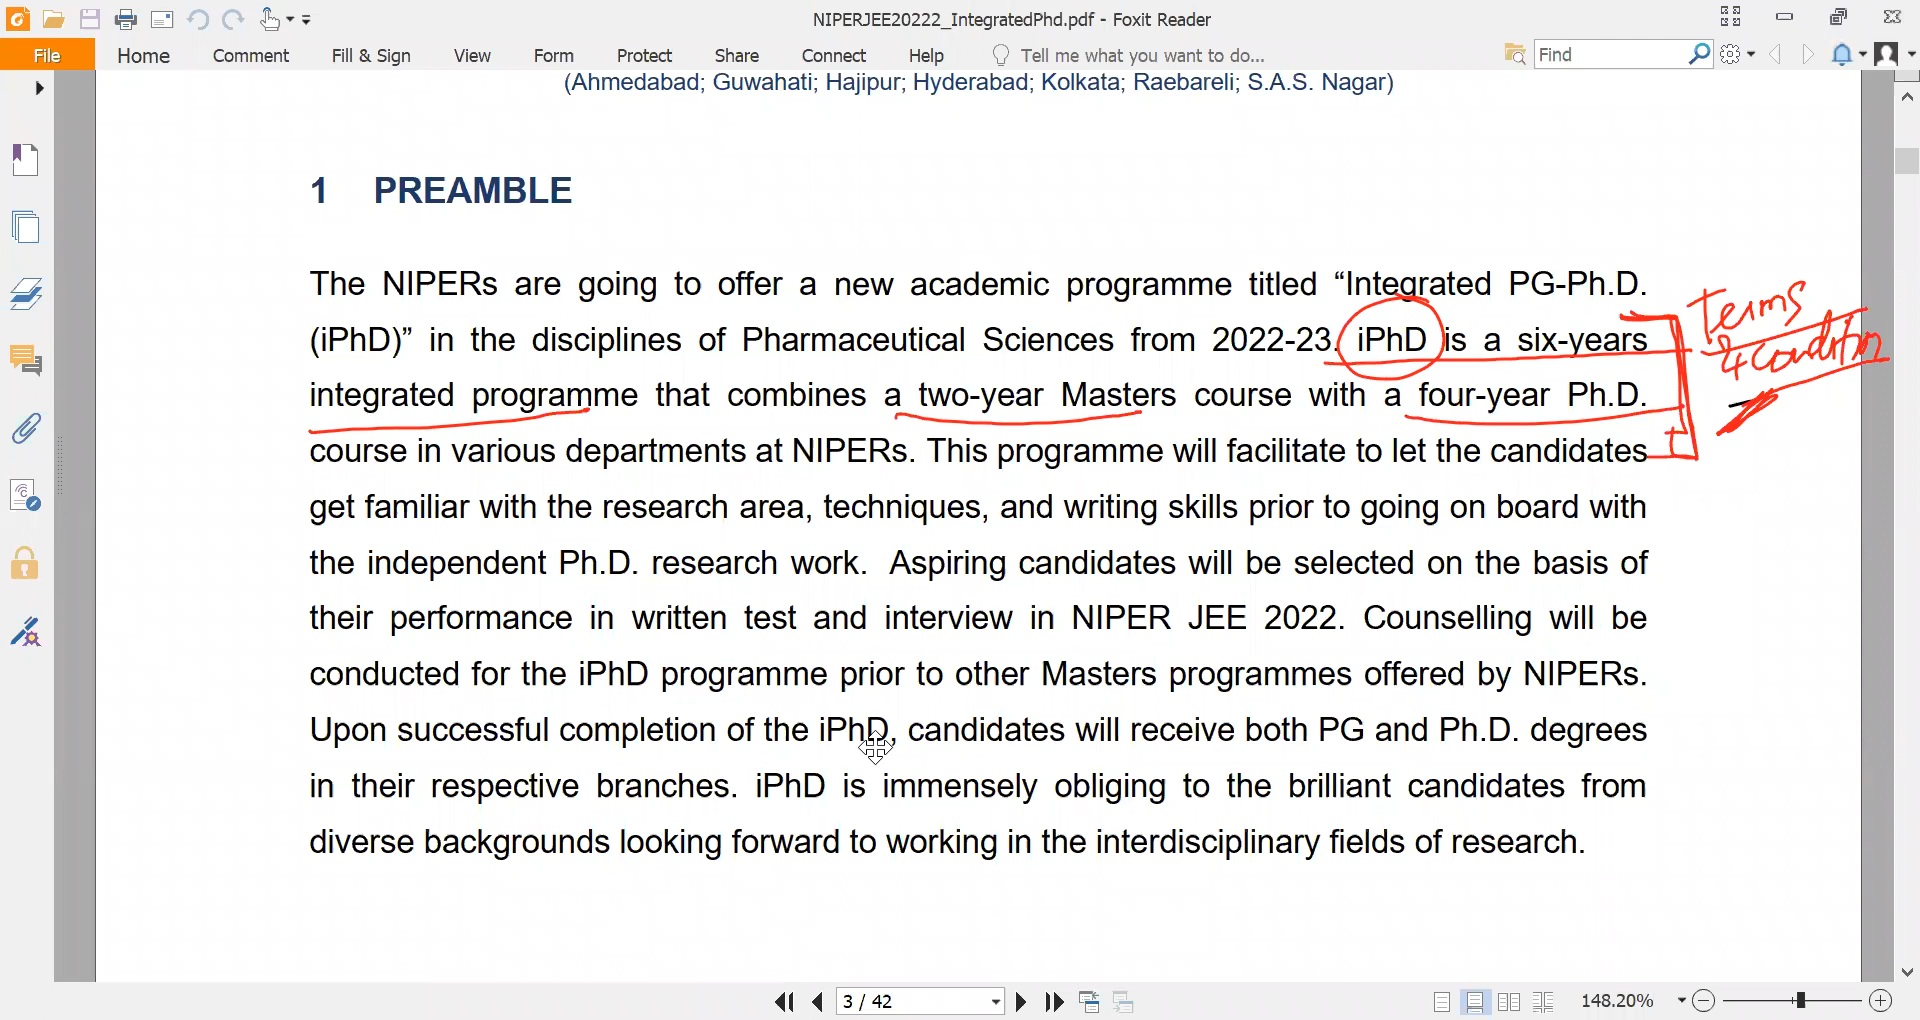 NIPERJEE20222_IntegratedPhd.pdf - Foxit Reader
File Home Comment Fill & Sign View Form Protect Share Connect Help Tell me what you want to do... Find
(Ahmedabad; Guwahati; Hajipur; Hyderabad; Kolkata; Raebareli; S.A.S. Nagar)
1 PREAMBLE
The NIPERs are going to offer a new academic programme titled “Integrated PG-Ph.D.
(iPhD)” in the disciplines of Pharmaceutical Sciences from 2022-23. iPhD is a six-years
integrated programme that combines a two-year Masters course with a four-year Ph.D.
course in various departments at NIPERs. This programme will facilitate to let the candidates
get familiar with the research area, techniques, and writing skills prior to going on board with
the independent Ph.D. research work. Aspiring candidates will be selected on the basis of
their performance in written test and interview in NIPER JEE 2022. Counselling will be
conducted for the iPhD programme prior to other Masters programmes offered by NIPERs.
Upon successful completion of the iPhD, candidates will receive both PG and Ph.D. degrees
in their respective branches. iPhD is immensely obliging to the brilliant candidates from
diverse backgrounds looking forward to working in the interdisciplinary fields of research.
Terms
& condition
3 / 42
148.20%